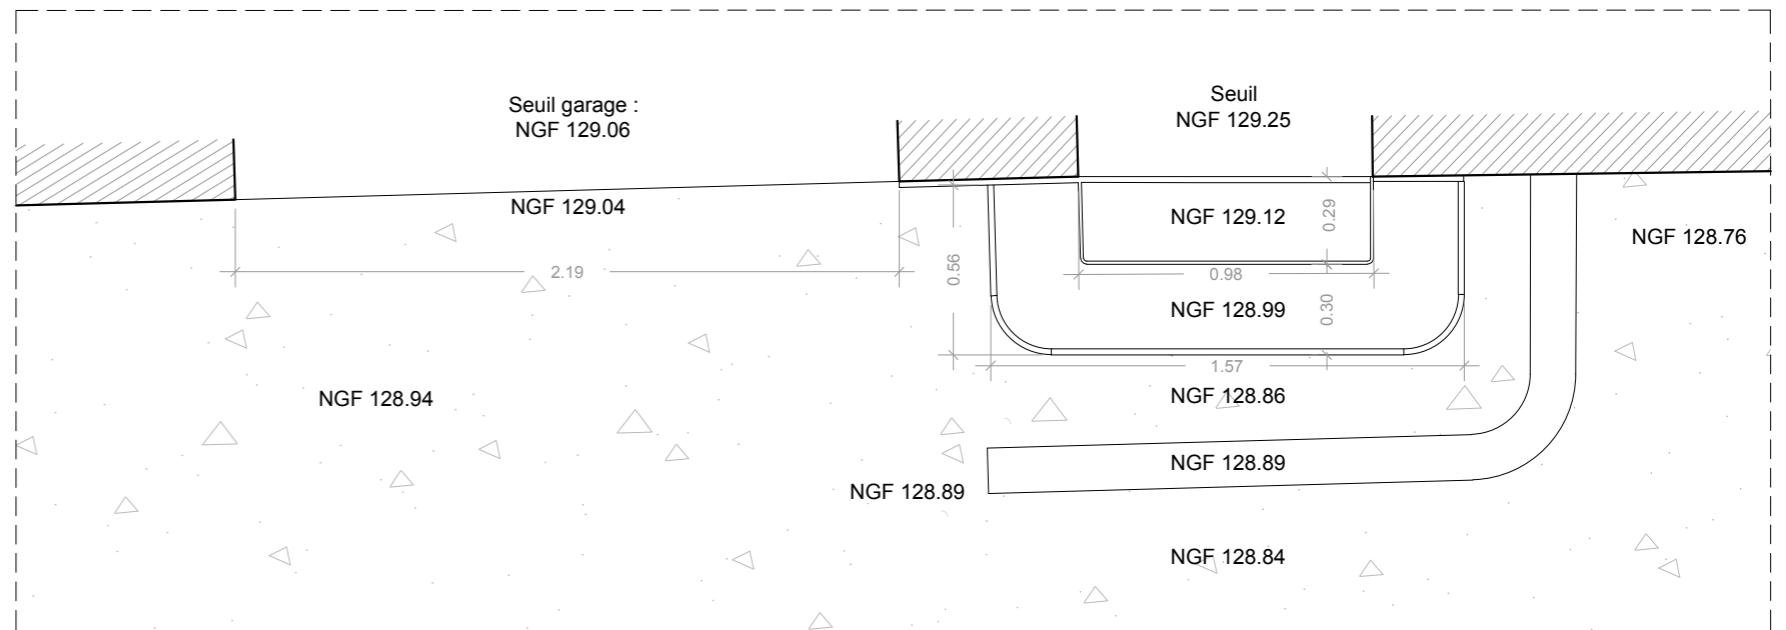 Seuil garage :
NGF 129.06
Seuil
NGF 129.25
NGF 129.04
NGF 129.12
0.29
NGF 128.76
2.19
0.56
0.98
NGF 128.99
0.30
1.57
NGF 128.94
NGF 128.86
NGF 128.89
NGF 128.89
NGF 128.84